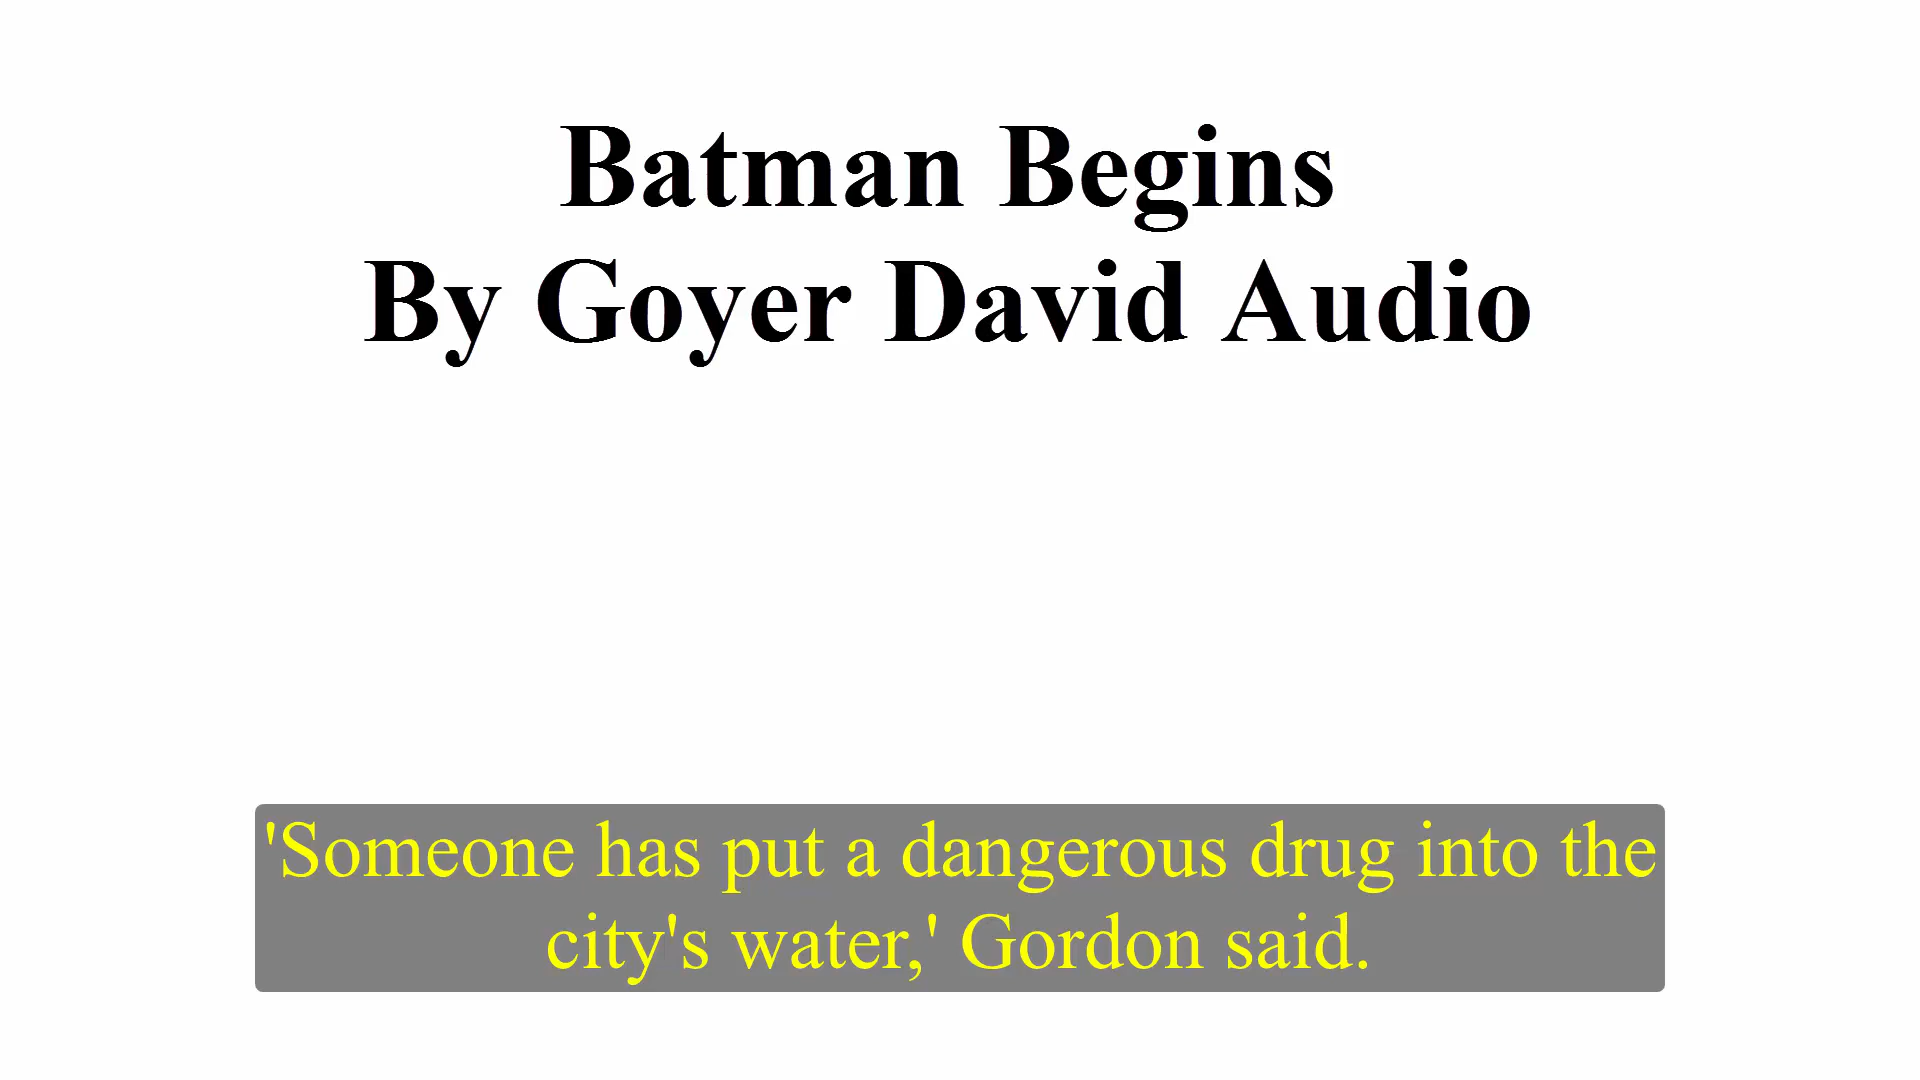 Batman Begins
By Goyer David Audio
'Someone has put a dangerous drug into the
city's water,' Gordon said.